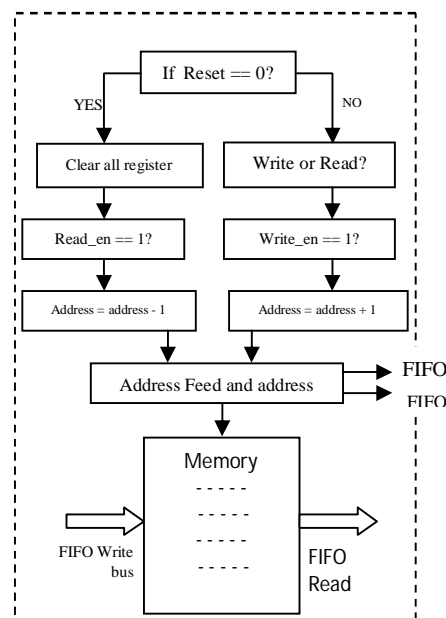 If Reset == 0?
YES
NO
Clear all register
Write or Read?
Read_en == 1?
Write_en == 1?
Address = address - 1
Address = address + 1
Address Feed and address
FIFO
FIFO
Memory
- - - - -
- - - - -
- - - - -
- - - - -
FIFO Write
bus
FIFO
Read